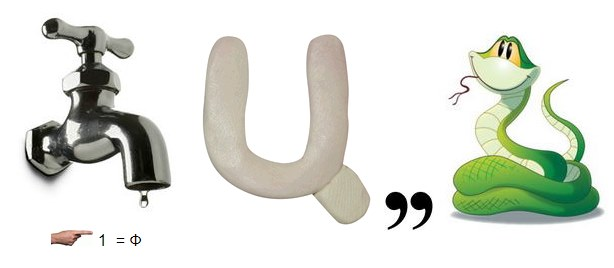 Ц ,,
1 = Ф